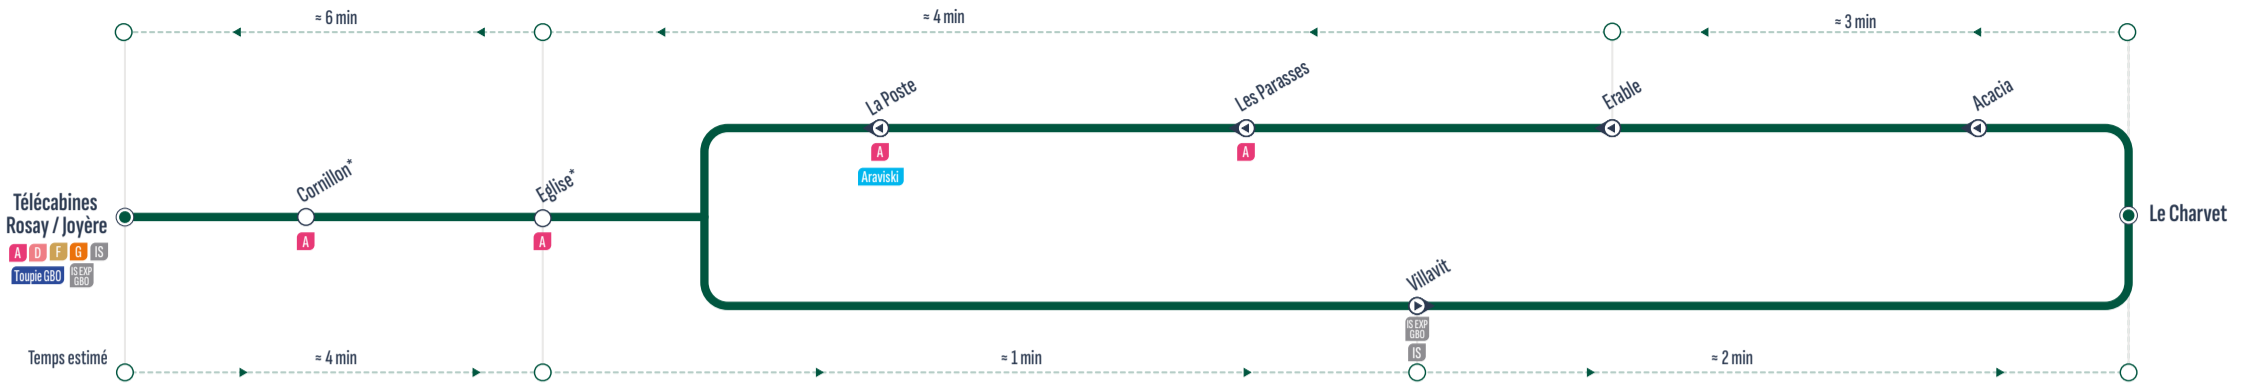 ≈ 6 min
≈ 4 min
≈ 3 min
La Poste
Les Parasses
Erable
Acacia
A
A
Araviski
Cornillon*
Eglise*
Télécabines
Rosay / Joyère
A
A
Le Charvet
A D F G IS
Toupie GBO
IS EXP
GBO
Villavit
IS EXP
GBO
IS
Temps estimé
≈ 4 min
≈ 1 min
≈ 2 min